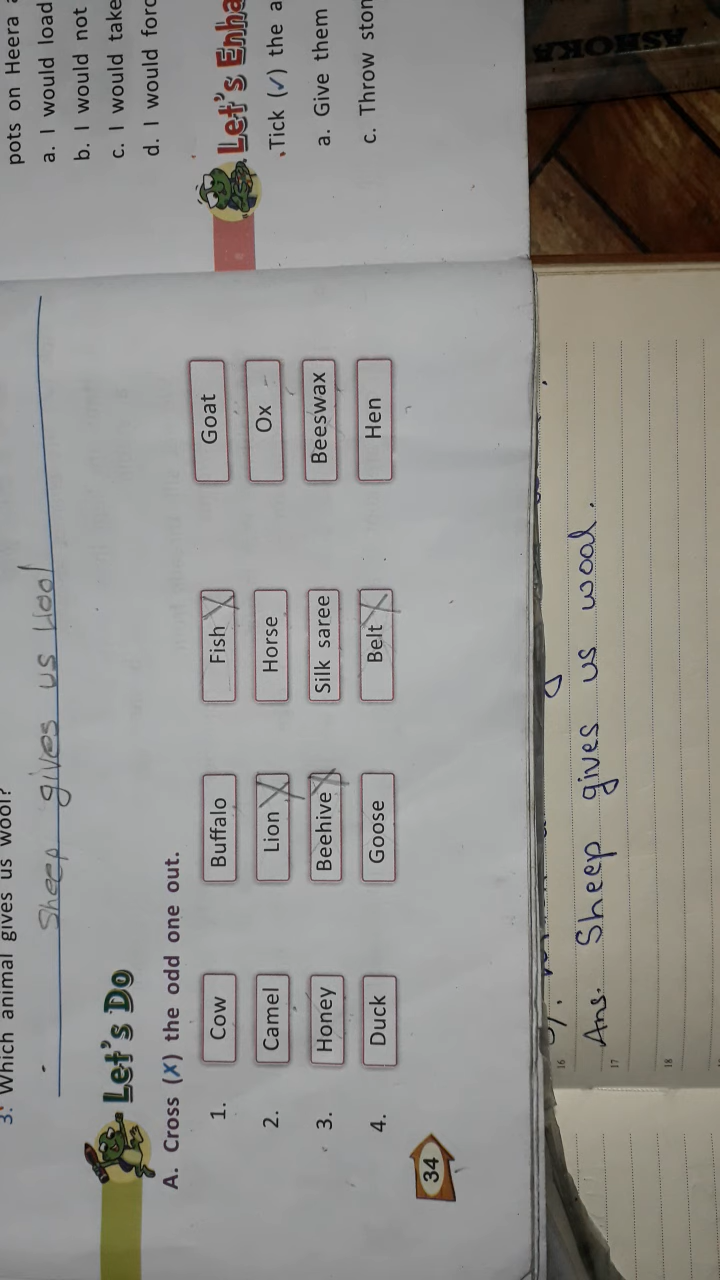 pots on Heera
a. I would load
b. I would not
c. I would take
d. I would forc
Let's Enha
Tick (✓) the a
a. Give them
c. Throw ston
3. Which animal gives us wool?
Sheep gives us Wool
Let's Do
A. Cross (X) the odd one out.
1. Cow Buffalo Fish X Goat
2. Camel Lion X Horse Ox
3. Honey Beehive X Silk saree Beeswax
4. Duck Goose Belt X Hen
34
ASHOKA
16
17 Ans. Sheep gives us wool.
18